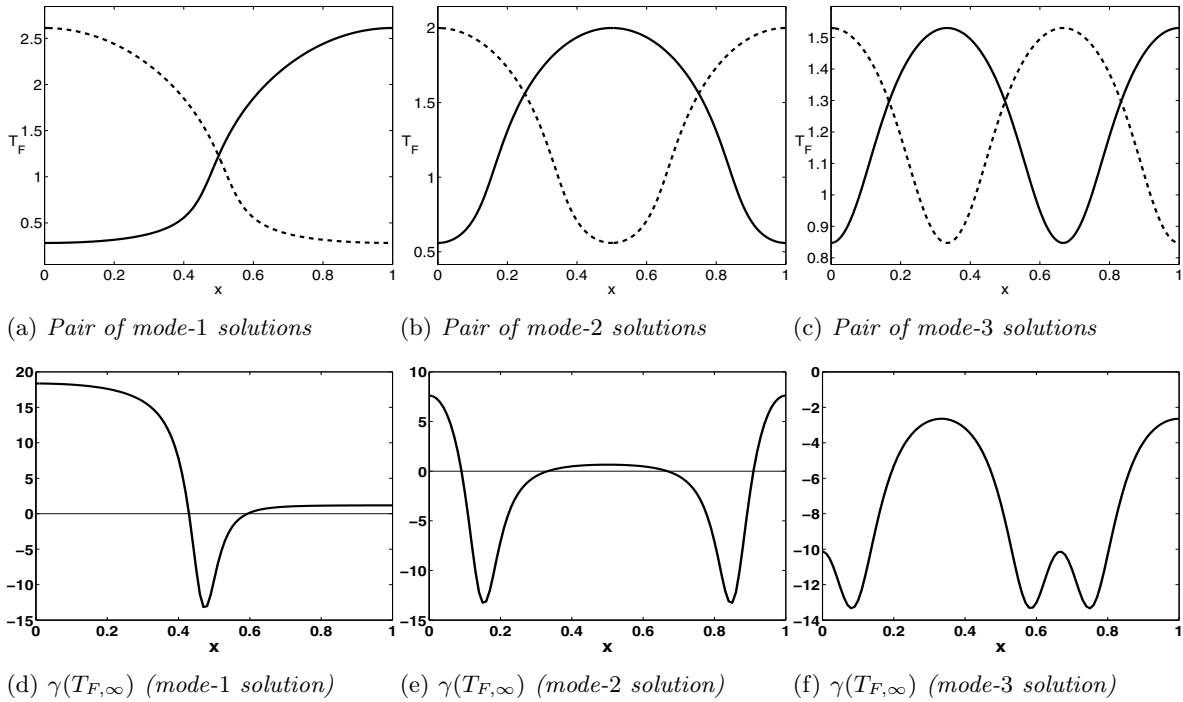 2.5
2
1.5
T_F
1
0.5
0 0.2 0.4 0.6 0.8 1
x
2
1.5
T_F
1
0.5
0 0.2 0.4 0.6 0.8 1
x
1.5
1.4
1.3
1.2
T_F
1.1
1
0.9
0.8
0 0.2 0.4 0.6 0.8 1
x
(a) Pair of mode-1 solutions
(b) Pair of mode-2 solutions
(c) Pair of mode-3 solutions
20
15
10
5
0
−5
−10
−15
0 0.2 0.4 0.6 0.8 1
x
10
5
0
−5
−10
−15
0 0.2 0.4 0.6 0.8 1
x
0
−2
−4
−6
−8
−10
−12
−14
0 0.2 0.4 0.6 0.8 1
x
(d) γ(T_{F,∞}) (mode-1 solution)
(e) γ(T_{F,∞}) (mode-2 solution)
(f) γ(T_{F,∞}) (mode-3 solution)